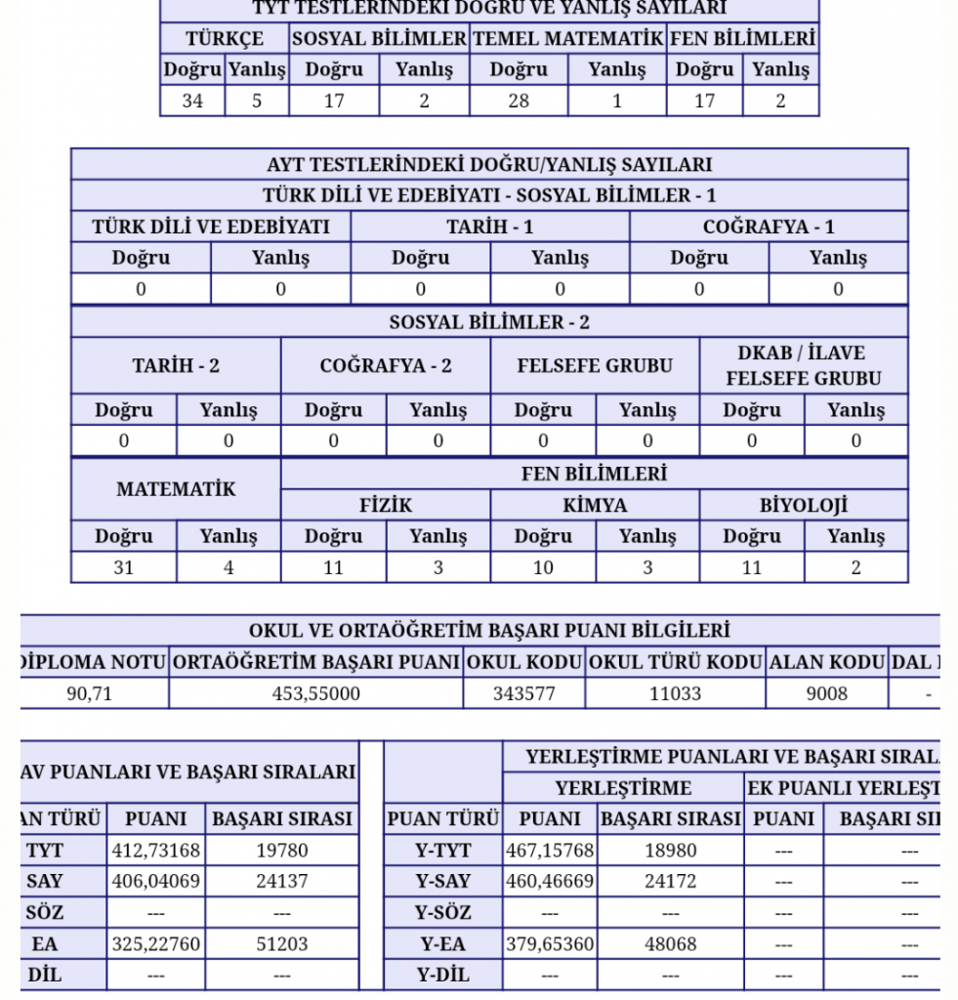 TYT TESTLERİNDEKİ DOĞRU VE YANLIŞ SAYILARI
TÜRKÇE SOSYAL BİLİMLER TEMEL MATEMATİK FEN BİLİMLERİ
Doğru Yanlış Doğru Yanlış Doğru Yanlış Doğru Yanlış
34 5 17 2 28 1 17 2
AYT TESTLERİNDEKİ DOĞRU/YANLIŞ SAYILARI
TÜRK DİLİ VE EDEBİYATI - SOSYAL BİLİMLER - 1
TÜRK DİLİ VE EDEBİYATI TARİH - 1 COĞRAFYA - 1
Doğru Yanlış Doğru Yanlış Doğru Yanlış
0 0 0 0 0 0
SOSYAL BİLİMLER - 2
TARİH - 2 COĞRAFYA - 2 FELSEFE GRUBU DKAB / İLAVE
FELSEFE GRUBU
Doğru Yanlış Doğru Yanlış Doğru Yanlış Doğru Yanlış
0 0 0 0 0 0 0 0
MATEMATİK FEN BİLİMLERİ
FİZİK KİMYA BİYOLOJİ
Doğru Yanlış Doğru Yanlış Doğru Yanlış Doğru Yanlış
31 4 11 3 10 3 11 2
OKUL VE ORTAÖĞRETİM BAŞARI PUANI BİLGİLERİ
DİPLOMA NOTU ORTAÖĞRETİM BAŞARI PUANI OKUL KODU OKUL TÜRÜ KODU ALAN KODU DAL
90,71 453,55000 343577 11033 9008 -
AV PUANLARI VE BAŞARI SIRALARI YERLEŞTİRME PUANLARI VE BAŞARI SIRAL
YERLEŞTİRME EK PUANLI YERLEŞT
AN TÜRÜ PUANI BAŞARI SIRASI PUAN TÜRÜ PUANI BAŞARI SIRASI PUANI BAŞARI SI
TYT 412,73168 19780 Y-TYT 467,15768 18980 --- ---
SAY 406,04069 24137 Y-SAY 460,46669 24172 --- ---
SÖZ --- --- Y-SÖZ --- --- --- ---
EA 325,22760 51203 Y-EA 379,65360 48068 --- ---
DİL --- --- Y-DİL --- --- --- ---